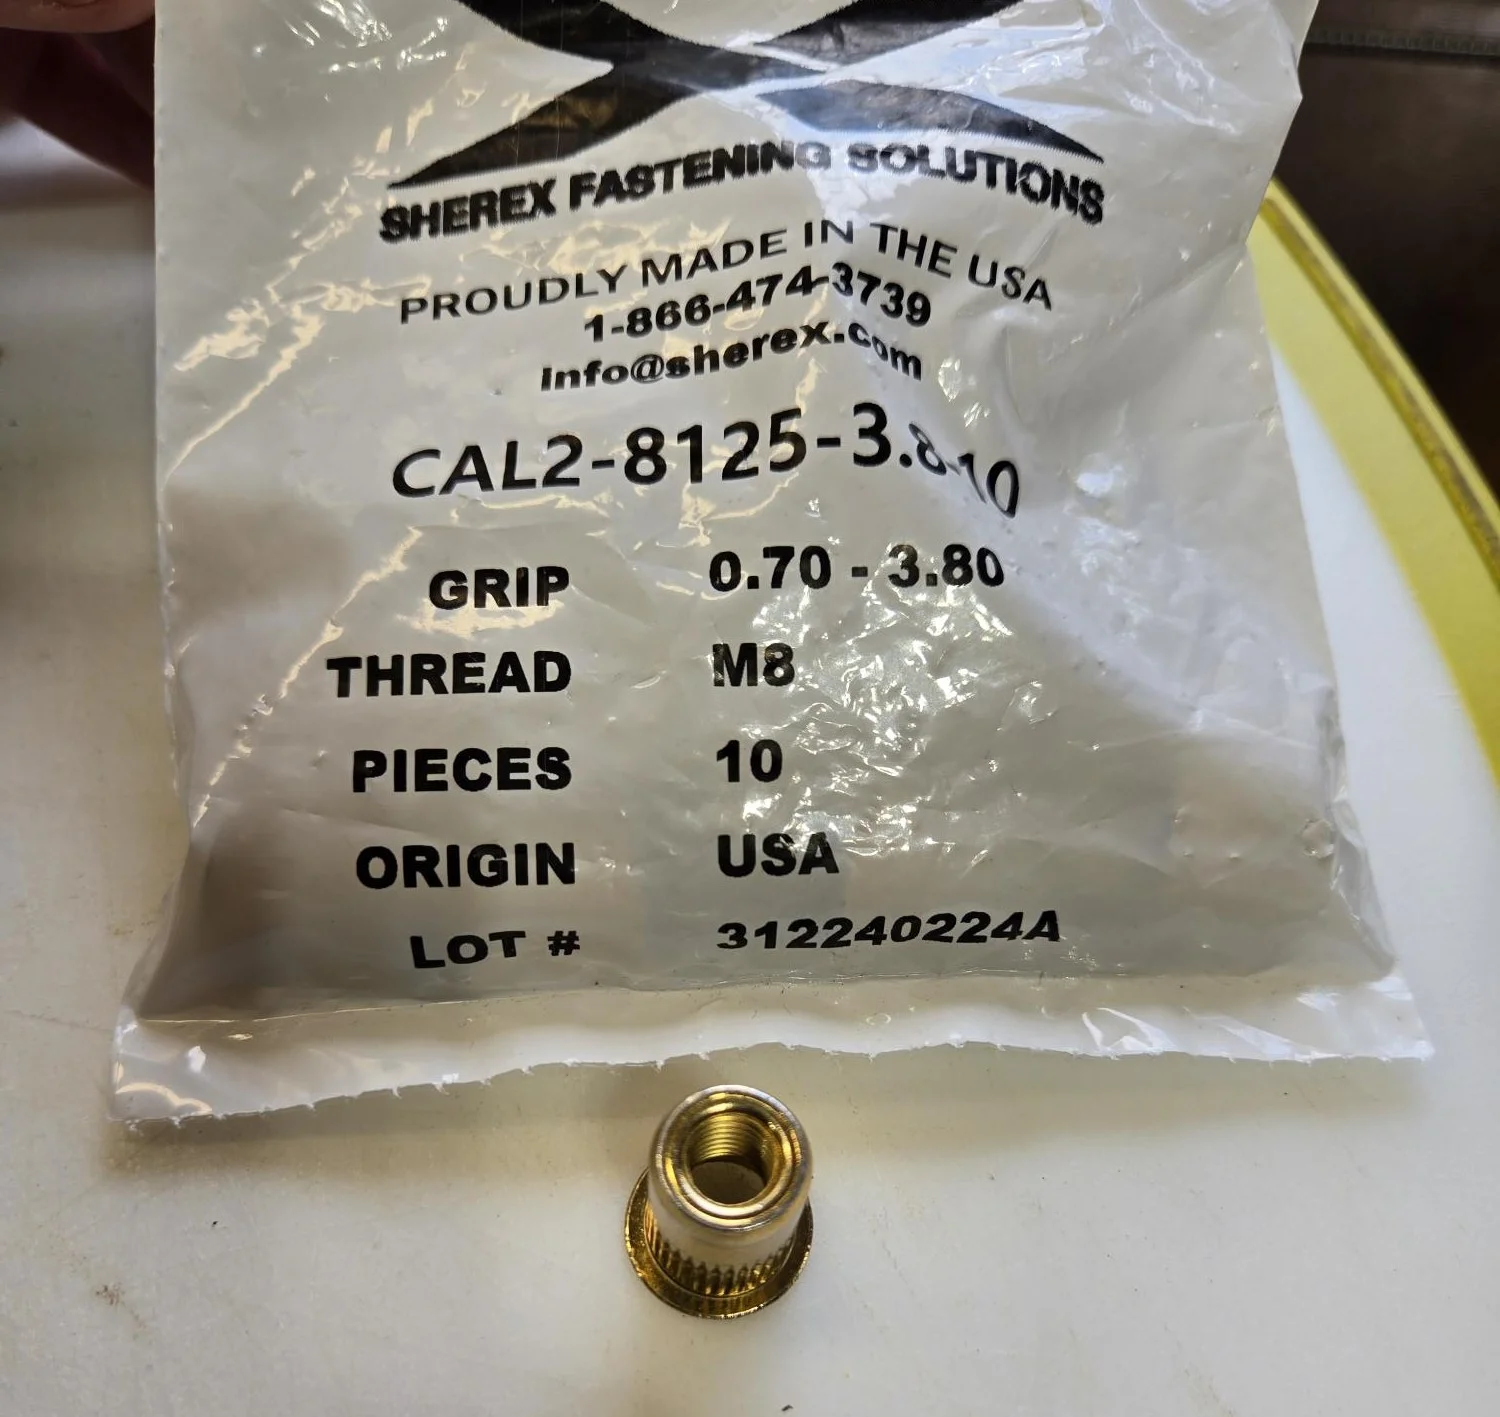 SHEREX FASTENING SOLUTIONS
PROUDLY MADE IN THE USA
1-866-474-3739
info@sherex.com
CAL2-8125-3.8-10
GRIP 0.70 - 3.80
THREAD M8
PIECES 10
ORIGIN USA
LOT # 312240224A